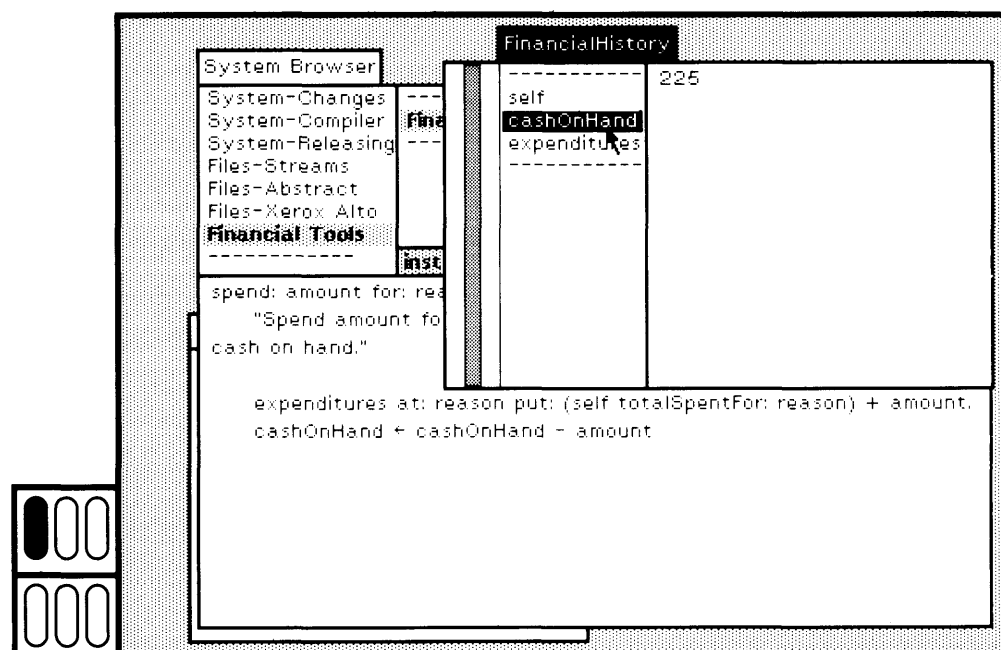 FinancialHistory
System Browser
System-Changes
System-Compiler
System-Releasing
Files-Streams
Files-Abstract
Files-Xerox Alto
Financial Tools
--------------
----
Fina
----
inst
-------------
self
cashOnHand
expenditures
-------------
225
spend: amount for: rea
"Spend amount fo
cash on hand."
expenditures at: reason put: (self totalSpentFor: reason) + amount.
cashOnHand ← cashOnHand - amount